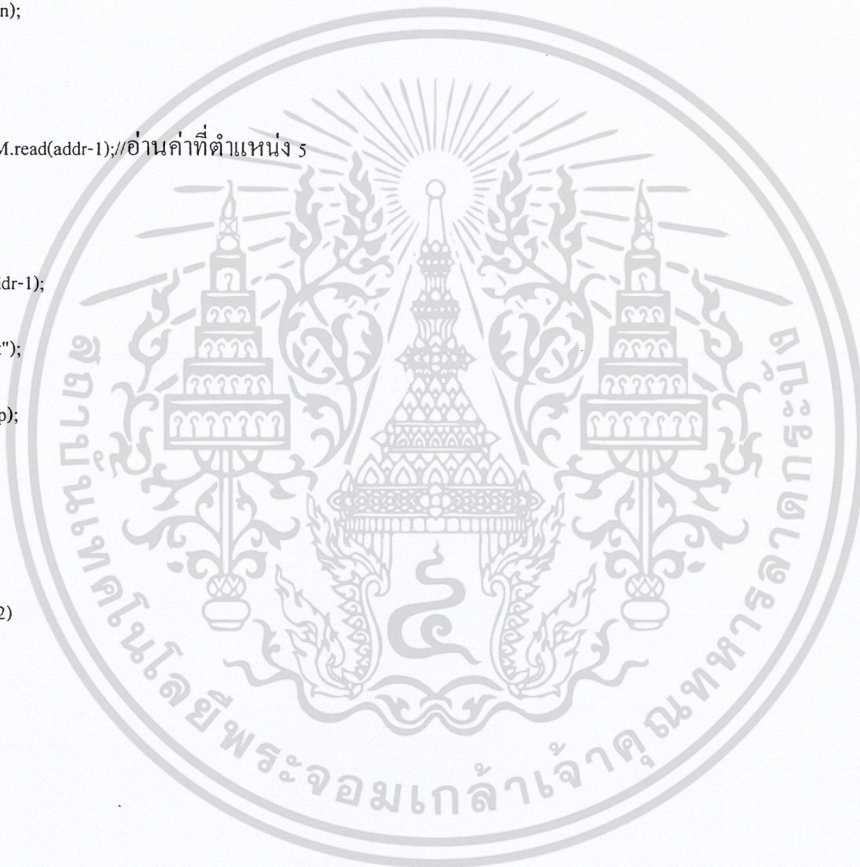 n);
M.read(addr-1);//อ่านค่าที่ตำแหน่ง 5
ldr-1);
t");
p);
2)
สถาบันเทคโนโลยีพระจอมเกล้าเจ้าคุณทหารลาดกระบัง
๔